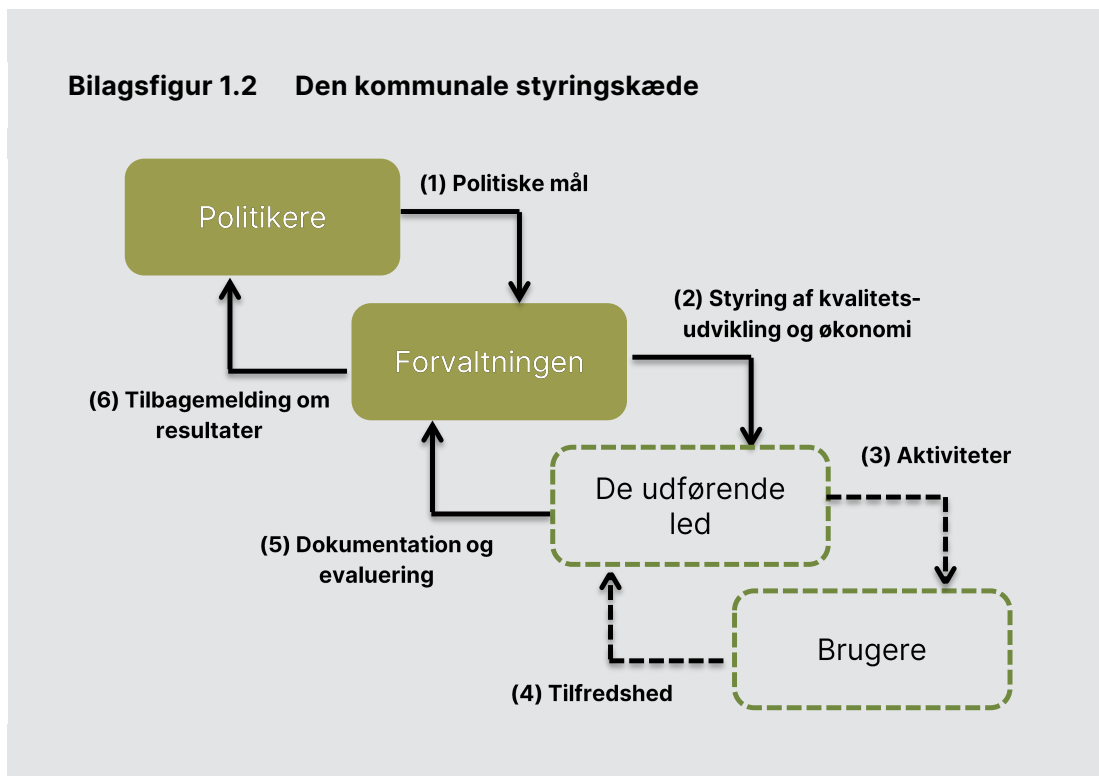 Bilagsfigur 1.2 Den kommunale styringskæde
Politikere
(1) Politiske mål
Forvaltningen
(2) Styring af kvalitets-
udvikling og økonomi
(6) Tilbagemelding om
resultater
De udførende
led
(3) Aktiviteter
(5) Dokumentation og
evaluering
Brugere
(4) Tilfredshed